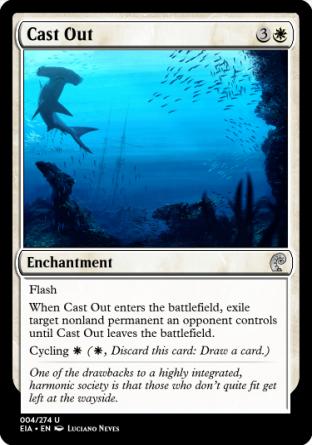 Cast Out 3
Enchantment
Flash
When Cast Out enters the battlefield, exile
target nonland permanent an opponent controls
until Cast Out leaves the battlefield.
Cycling (, Discard this card: Draw a card.)
One of the drawbacks to a highly integrated,
harmonic society is that those who don't quite fit get
left at the wayside.
004/274 U
EIA • EN Luciano Neves